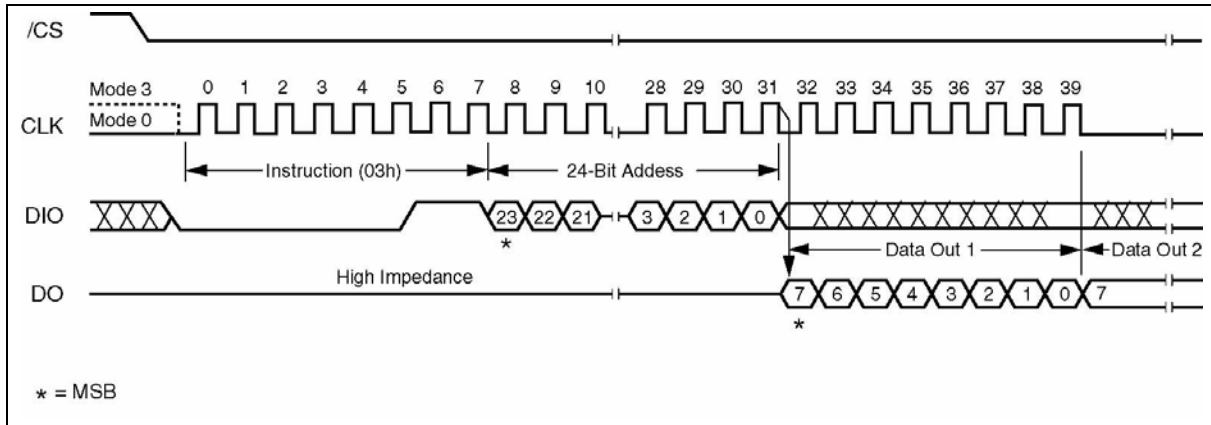 /CS
Mode 3
0 1 2 3 4 5 6 7 8 9 10 28 29 30 31 32 33 34 35 36 37 38 39
CLK
Mode 0
Instruction (03h)
24-Bit Addess
DIO
23 22 21 3 2 1 0
*
Data Out 1
Data Out 2
High Impedance
DO
7 6 5 4 3 2 1 0 7
*
* = MSB